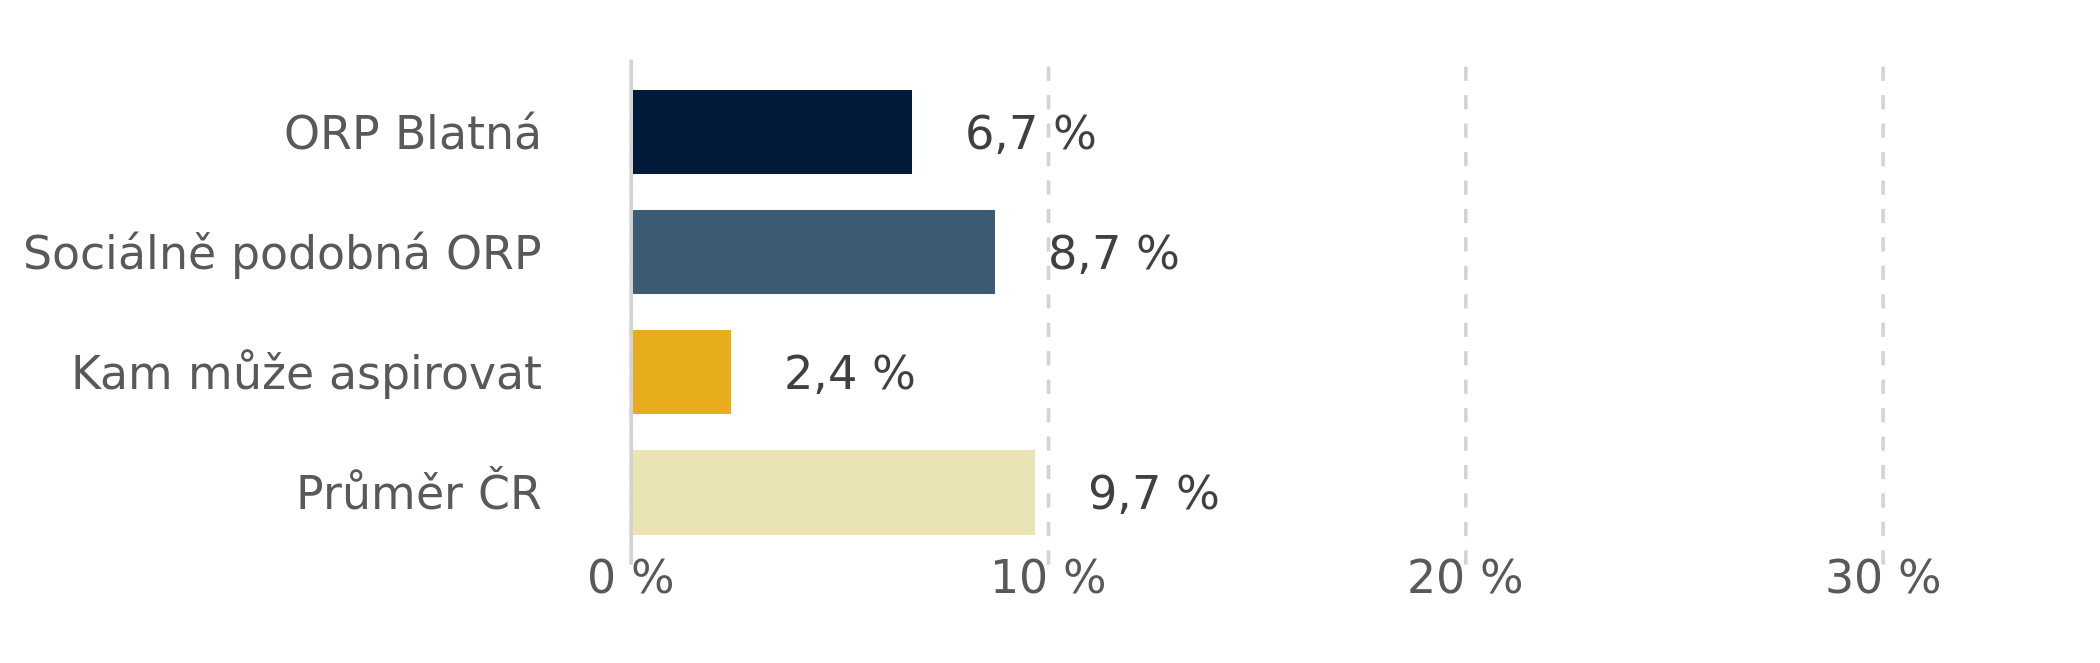 ORP Blatná
6,7 %
Sociálně podobná ORP
8,7 %
Kam může aspirovat
2,4 %
Průměr ČR
9,7 %
0 %
10 %
20 %
30 %